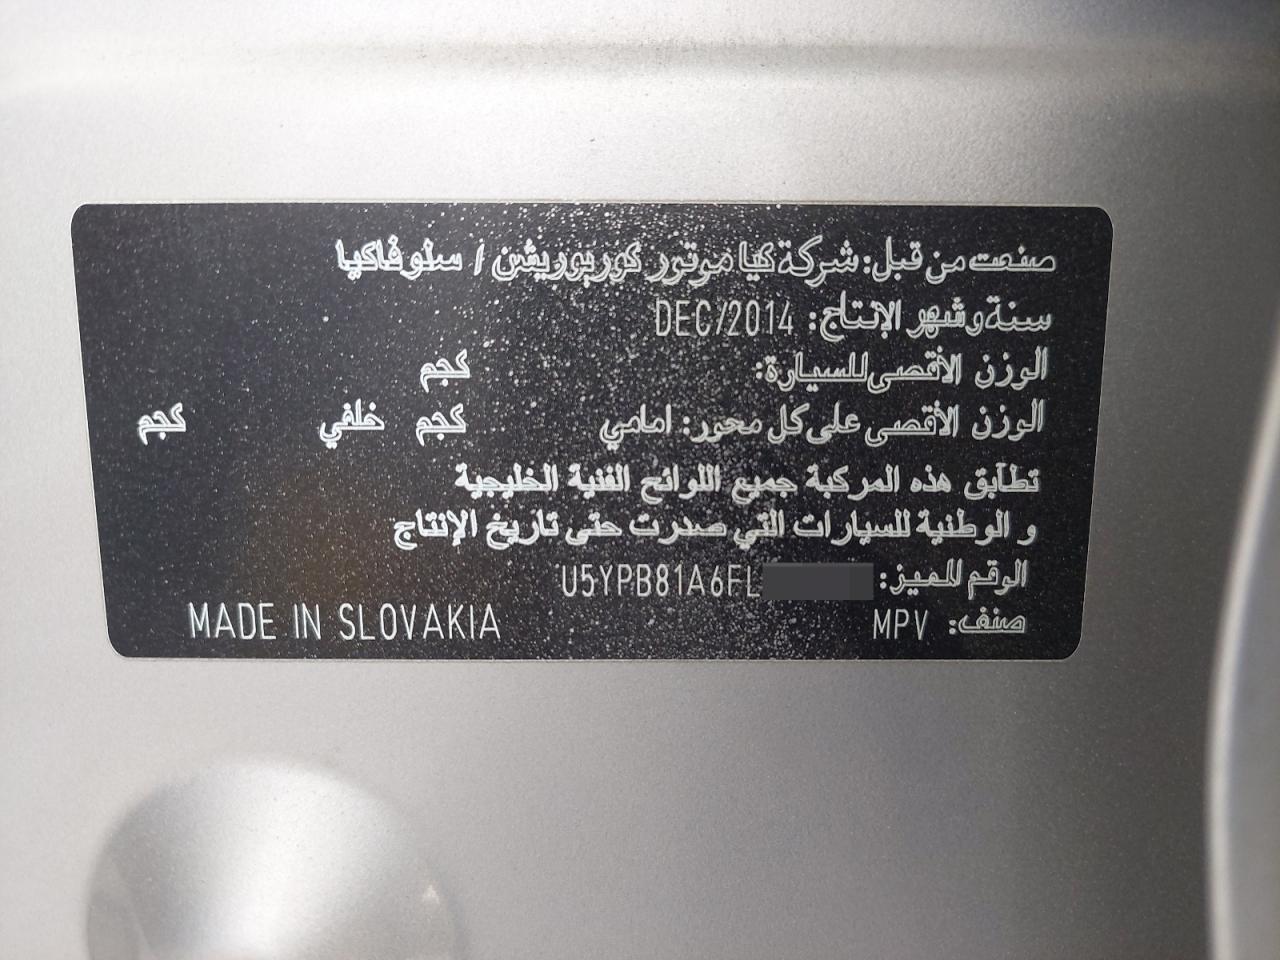 صنعت من قبل: شركة كيا موتور كوربوريشن / سلوفاكيا
سنة وشهر الإنتاج: DEC/2014
الوزن الأقصى للسيارة: كجم
الوزن الأقصى على كل محور: امامي كجم خلفي كجم
تطابق هذه المركبة جميع اللوائح الفنية الخليجية
و الوطنية للسيارات التي صدرت حتى تاريخ الإنتاج
الرقم المميز: U5YPB81A6FL
صنف: MPV
MADE IN SLOVAKIA